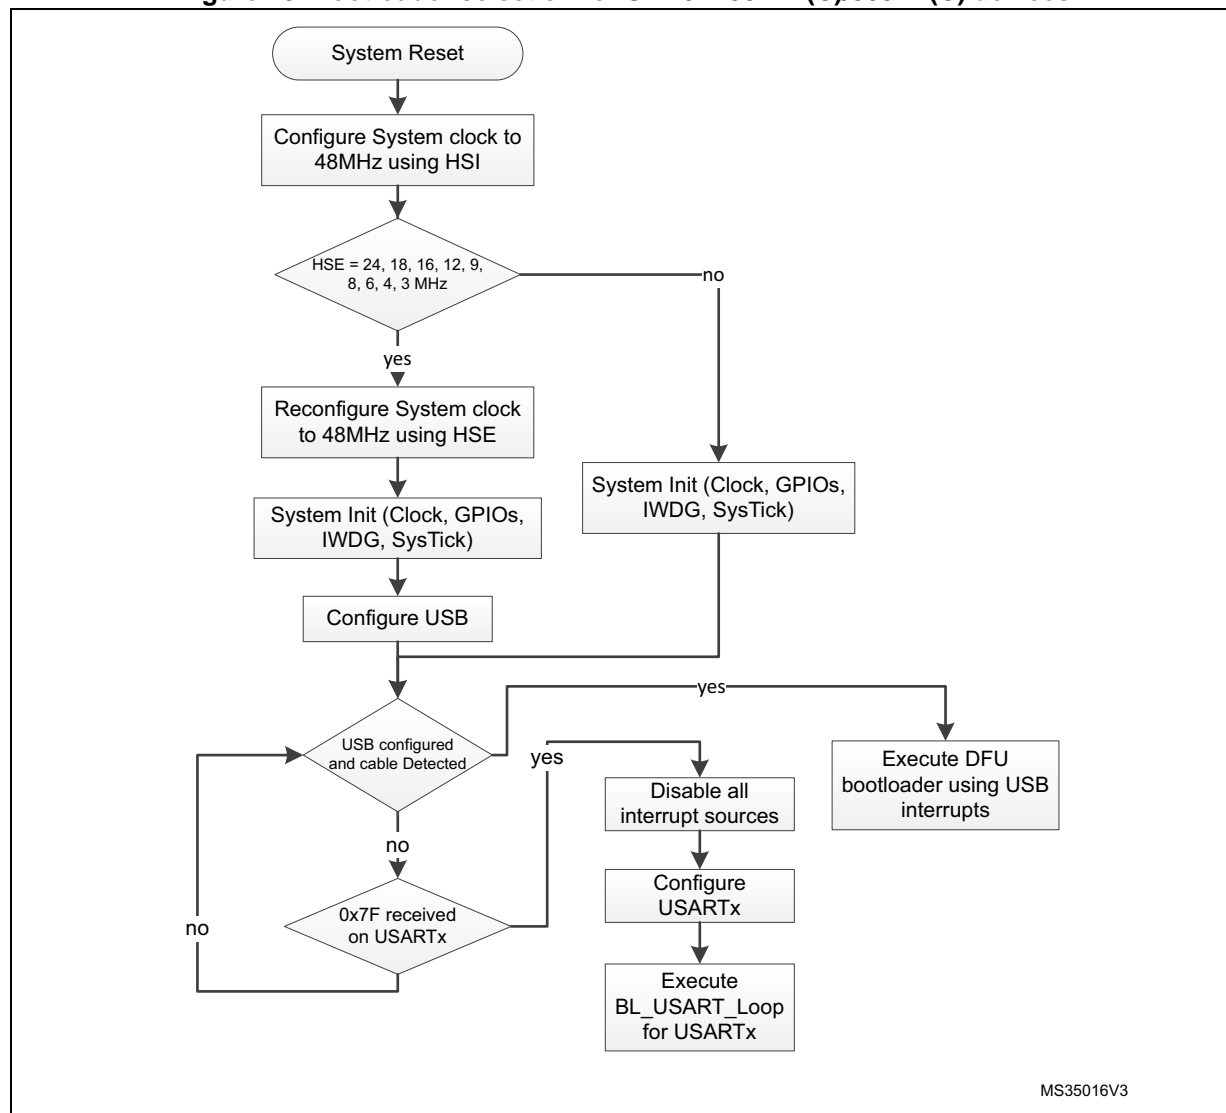 System Reset
Configure System clock to
48MHz using HSI
HSE = 24, 18, 16, 12, 9,
8, 6, 4, 3 MHz
no
yes
Reconfigure System clock
to 48MHz using HSE
System Init (Clock, GPIOs,
IWDG, SysTick)
System Init (Clock, GPIOs,
IWDG, SysTick)
Configure USB
yes
USB configured
and cable Detected
yes
Execute DFU
bootloader using USB
interrupts
Disable all
interrupt sources
no
Configure
USARTx
0x7F received
on USARTx
no
Execute
BL_USART_Loop
for USARTx
MS35016V3